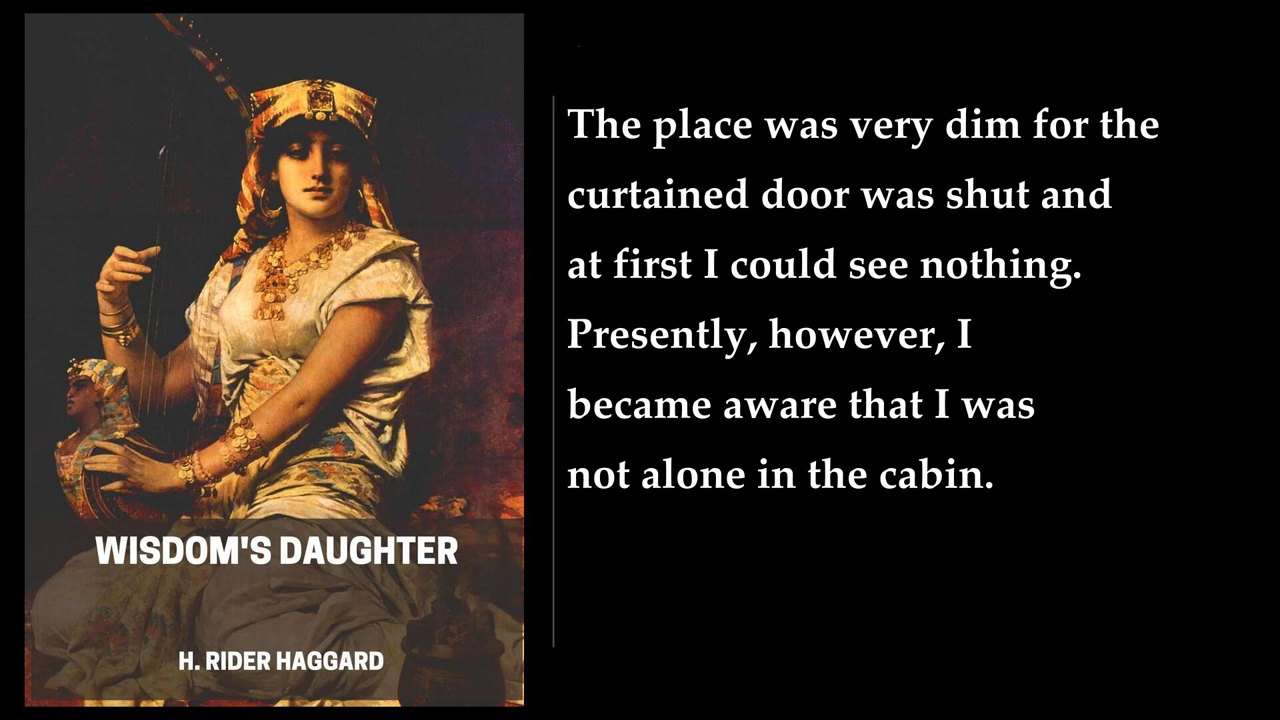 WISDOM'S DAUGHTER
H. RIDER HAGGARD
The place was very dim for the
curtained door was shut and
at first I could see nothing.
Presently, however, I
became aware that I was
not alone in the cabin.